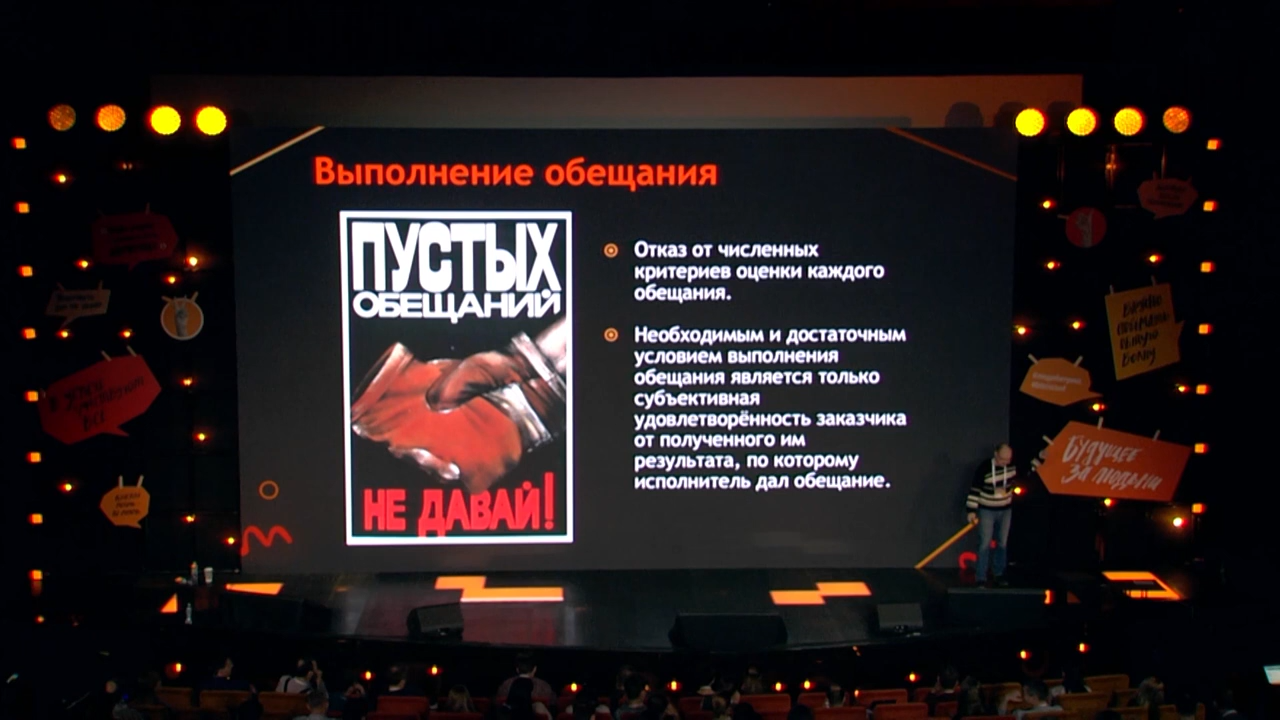 Выполнение обещания
ПУСТЫХ
ОБЕЩАНИЙ
НЕ ДАВАЙ!
Отказ от численных
критериев оценки каждого
обещания.
Необходимым и достаточным
условием выполнения
обещания является только
субъективная
удовлетворённость заказчика
от полученного им
результата, по которому
исполнитель дал обещание.
БУДУЩЕЕ
ЗА ЛЮДЬМИ